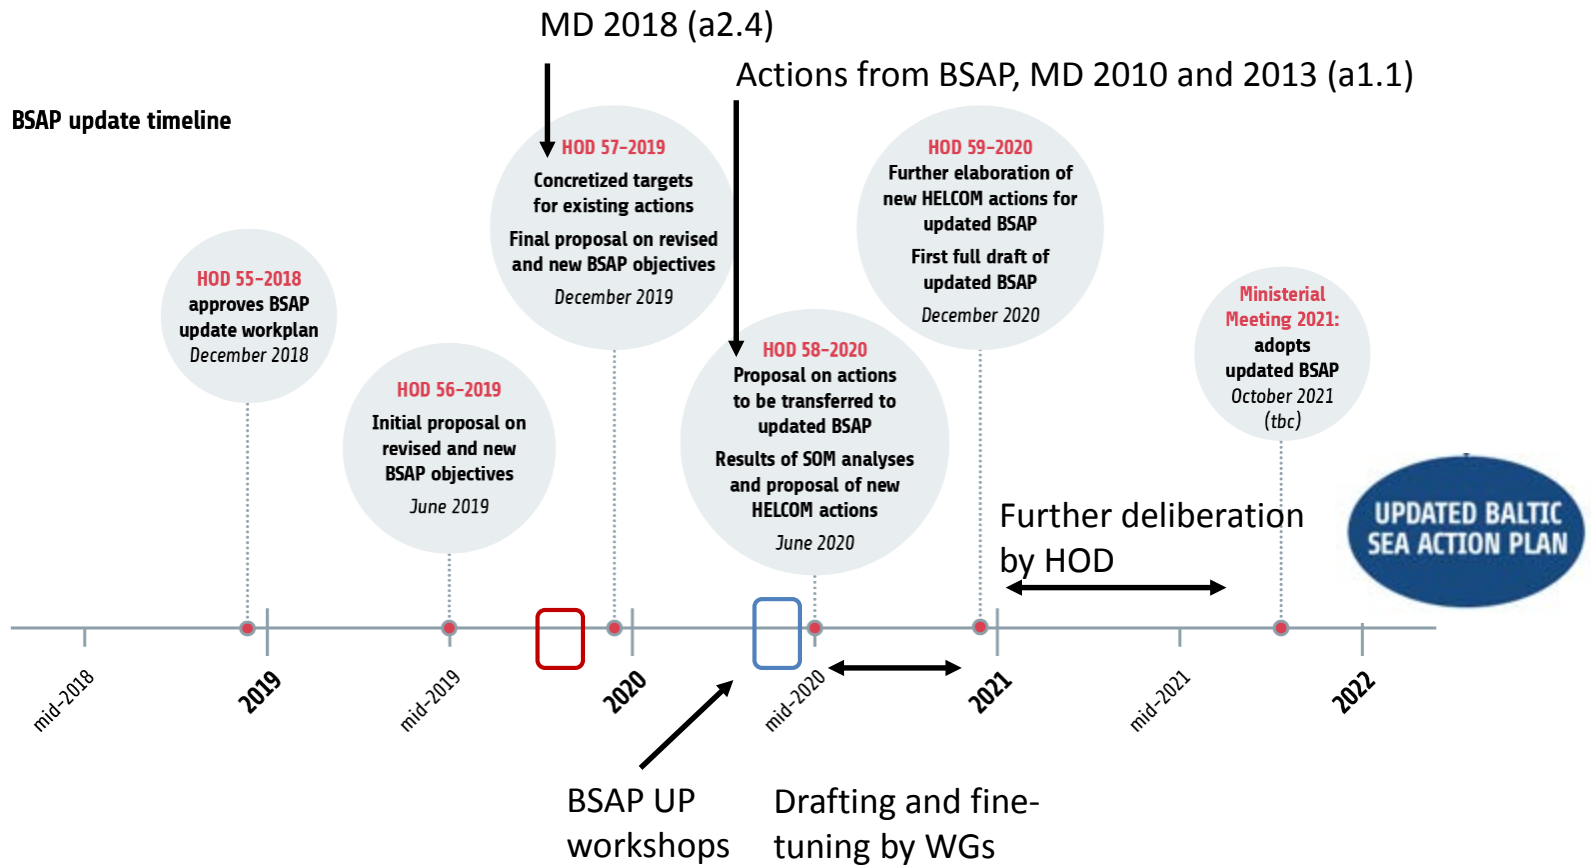 MD 2018 (a2.4)
Actions from BSAP, MD 2010 and 2013 (a1.1)
BSAP update timeline
HOD 55-2018
approves BSAP
update workplan
December 2018
HOD 56-2019
Initial proposal on
revised and new
BSAP objectives
June 2019
HOD 57-2019
Concretized targets
for existing actions
Final proposal on revised
and new BSAP objectives
December 2019
HOD 58-2020
Proposal on actions
to be transferred to
updated BSAP
Results of SOM analyses
and proposal of new
HELCOM actions
June 2020
HOD 59-2020
Further elaboration of
new HELCOM actions for
updated BSAP
First full draft of
updated BSAP
December 2020
Ministerial
Meeting 2021:
adopts
updated BSAP
October 2021
(tbc)
Further deliberation
by HOD
UPDATED BALTIC
SEA ACTION PLAN
mid-2018
2019
mid-2019
2020
mid-2020
2021
mid-2021
2022
BSAP UP
workshops
Drafting and fine-
tuning by WGs